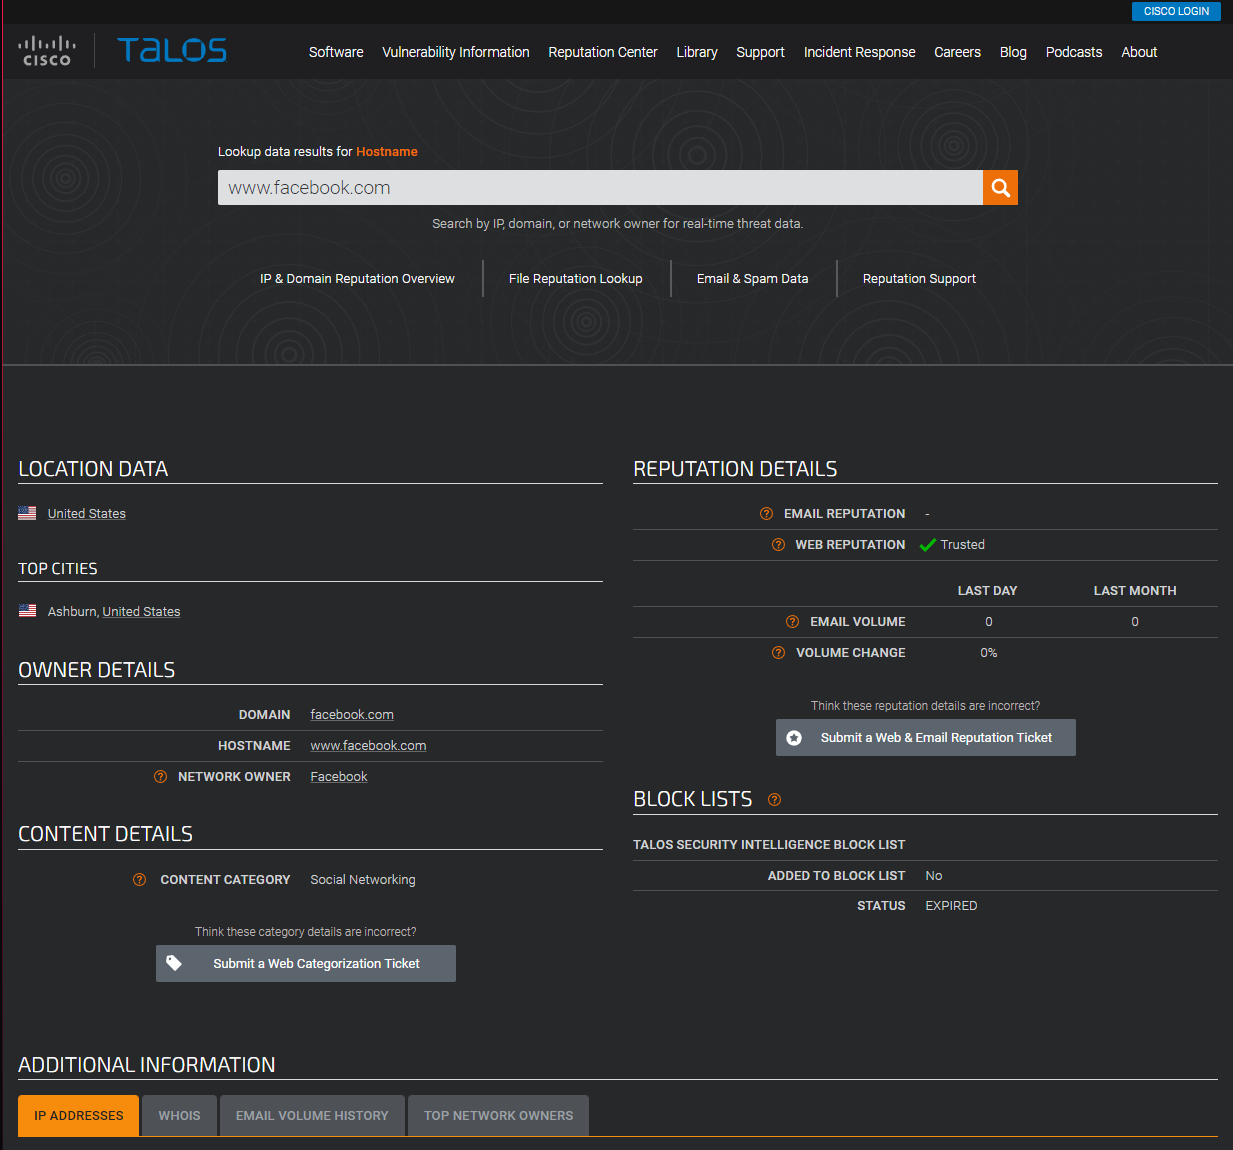 CISCO LOGIN
cisco
TALOS
Software Vulnerability Information Reputation Center Library Support Incident Response Careers Blog Podcasts About
Lookup data results for Hostname
www.facebook.com
Search by IP, domain, or network owner for real-time threat data.
IP & Domain Reputation Overview File Reputation Lookup Email & Spam Data Reputation Support
LOCATION DATA
United States
TOP CITIES
Ashburn, United States
OWNER DETAILS
DOMAIN facebook.com
HOSTNAME www.facebook.com
? NETWORK OWNER Facebook
CONTENT DETAILS
? CONTENT CATEGORY Social Networking
Think these category details are incorrect?
Submit a Web Categorization Ticket
REPUTATION DETAILS
? EMAIL REPUTATION -
? WEB REPUTATION Trusted
LAST DAY LAST MONTH
? EMAIL VOLUME 0 0
? VOLUME CHANGE 0%
Think these reputation details are incorrect?
Submit a Web & Email Reputation Ticket
BLOCK LISTS ?
TALOS SECURITY INTELLIGENCE BLOCK LIST
ADDED TO BLOCK LIST No
STATUS EXPIRED
ADDITIONAL INFORMATION
IP ADDRESSES WHOIS EMAIL VOLUME HISTORY TOP NETWORK OWNERS